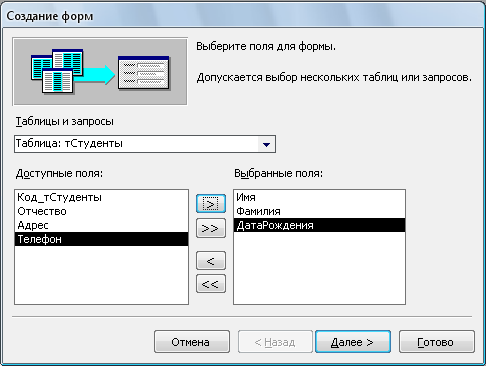 Создание форм
Выберите поля для формы.
Допускается выбор нескольких таблиц или запросов.
Таблицы и запросы
Таблица: тСтуденты
Доступные поля:
Выбранные поля:
Код_тСтуденты
Отчество
Адрес
Телефон
>
>>
<
<<
Имя
Фамилия
ДатаРождения
Отмена
< Назад
Далее >
Готово